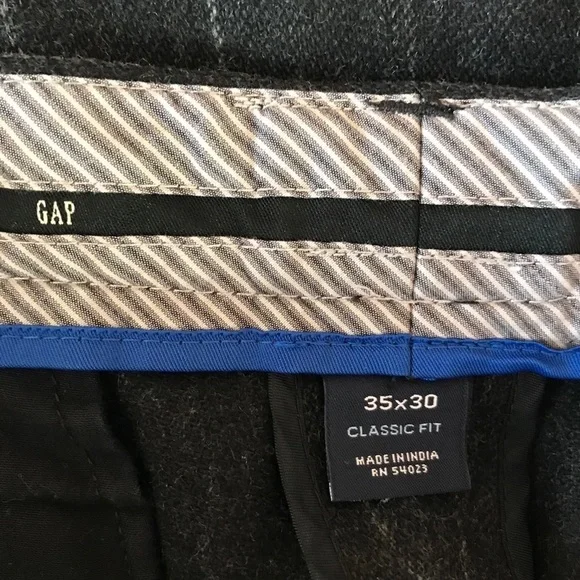 GAP
35x30
CLASSIC FIT
MADE IN INDIA
RN 54023